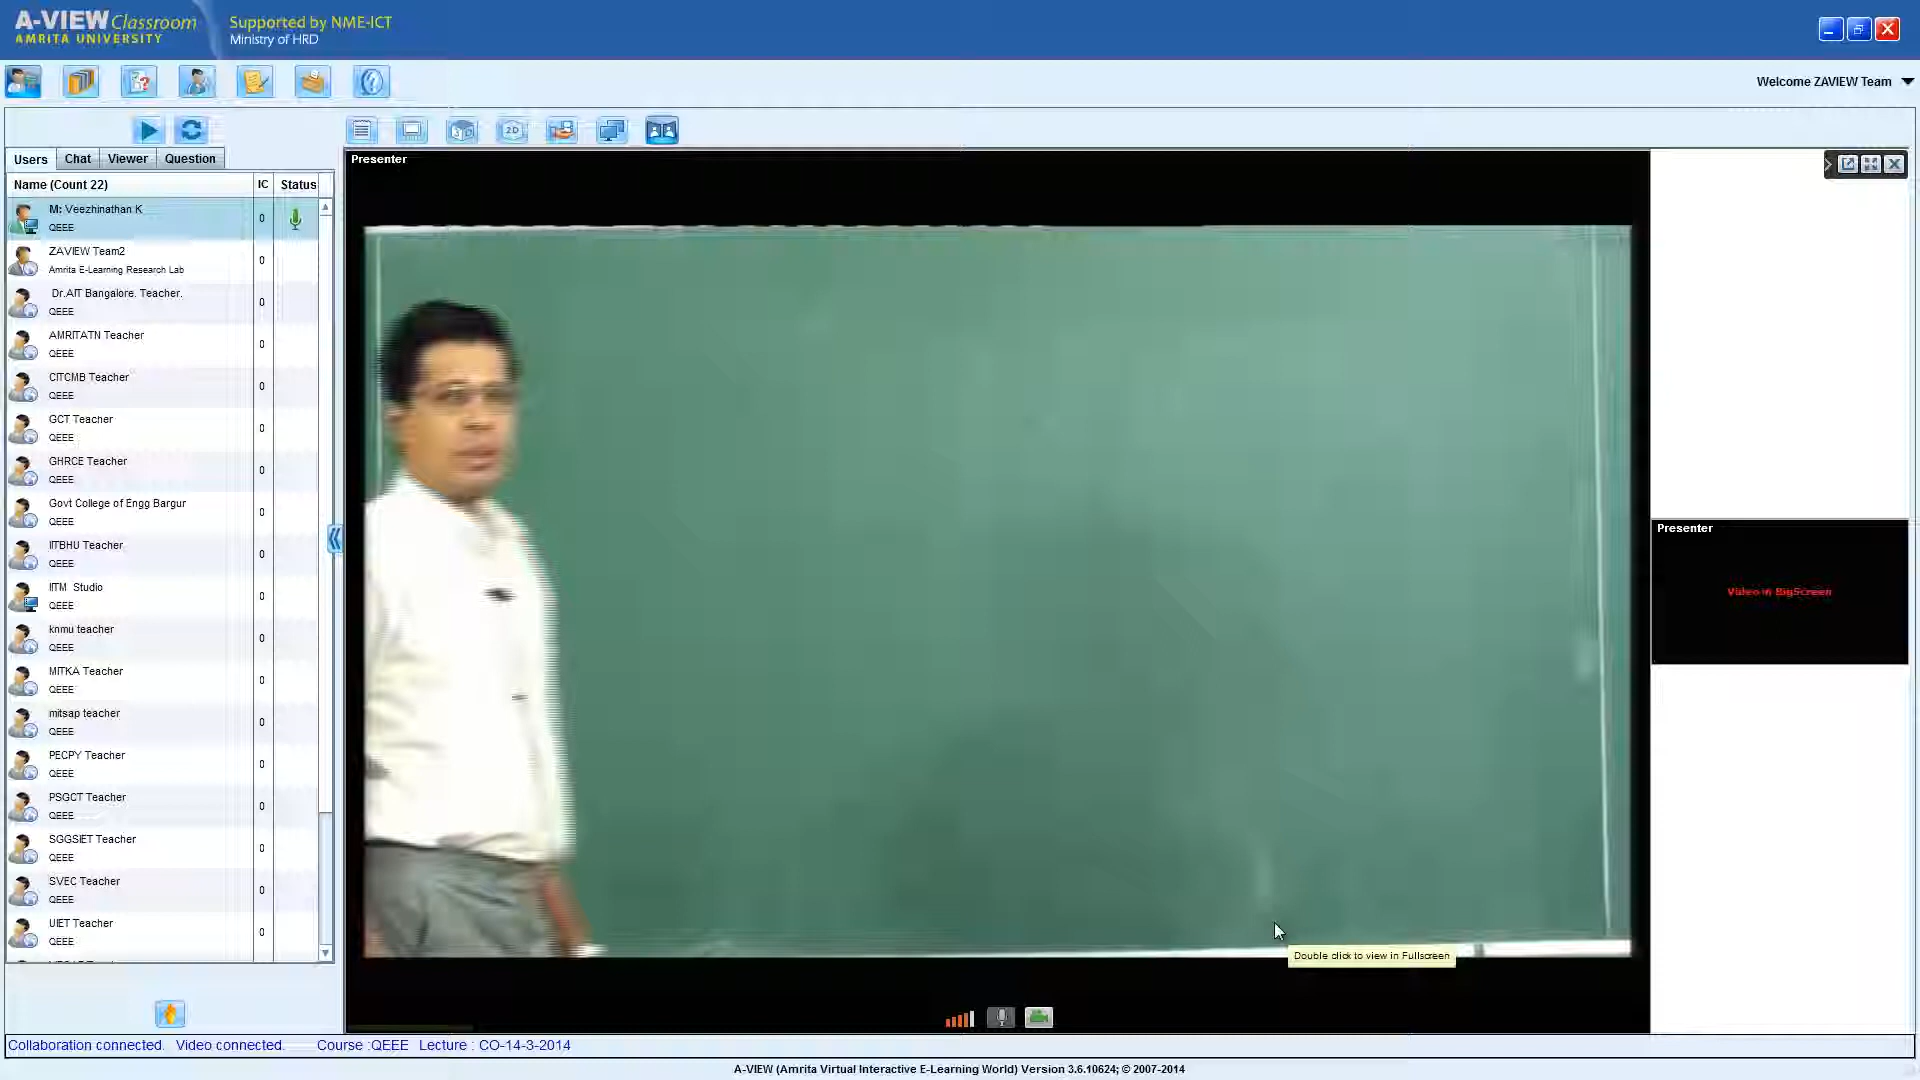 A-VIEW Classroom
AMRITA UNIVERSITY
Supported by NME-ICT
Ministry of HRD
Welcome ZAVIEW Team
3D
2D
Users Chat Viewer Question
Name (Count 22) IC Status
M: Veezhinathan K
QEEE
0
ZAVIEW Team2
Amrita E-Learning Research Lab
0
Dr.AIT Bangalore. Teacher.
QEEE
0
AMRITATN Teacher
QEEE
0
CITCMB Teacher
QEEE
0
GCT Teacher
QEEE
0
GHRCE Teacher
QEEE
0
Govt College of Engg Bargur
QEEE
0
IITBHU Teacher
QEEE
0
IITM Studio
QEEE
0
knmu teacher
QEEE
0
MITKA Teacher
QEEE
0
mitsap teacher
QEEE
0
PECPY Teacher
QEEE
0
PSGCT Teacher
QEEE
0
SGGSIET Teacher
QEEE
0
SVEC Teacher
QEEE
0
UIET Teacher
QEEE
0
Presenter
Presenter
Video in BigScreen
Double click to view in Fullscreen
Collaboration connected. Video connected. Course :QEEE Lecture : CO-14-3-2014
A-VIEW (Amrita Virtual Interactive E-Learning World) Version 3.6.10624; © 2007-2014